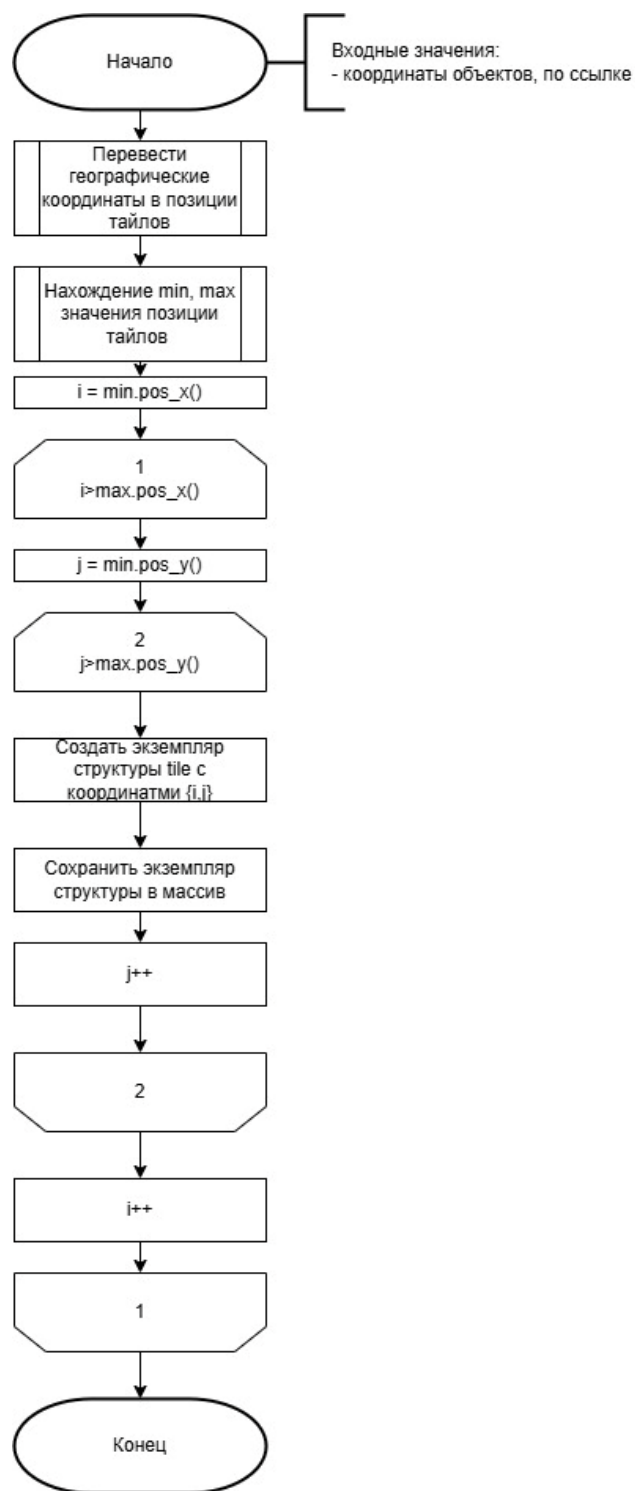 Начало
Входные значения:
- координаты объектов, по ссылке
Перевести
географические
координаты в позиции
тайлов
Нахождение min, max
значения позиции
тайлов
i = min.pos_x()
1
i>max.pos_x()
j = min.pos_y()
2
j>max.pos_y()
Создать экземпляр
структуры tile с
координатми {i,j}
Сохранить экземпляр
структуры в массив
j++
2
i++
1
Конец